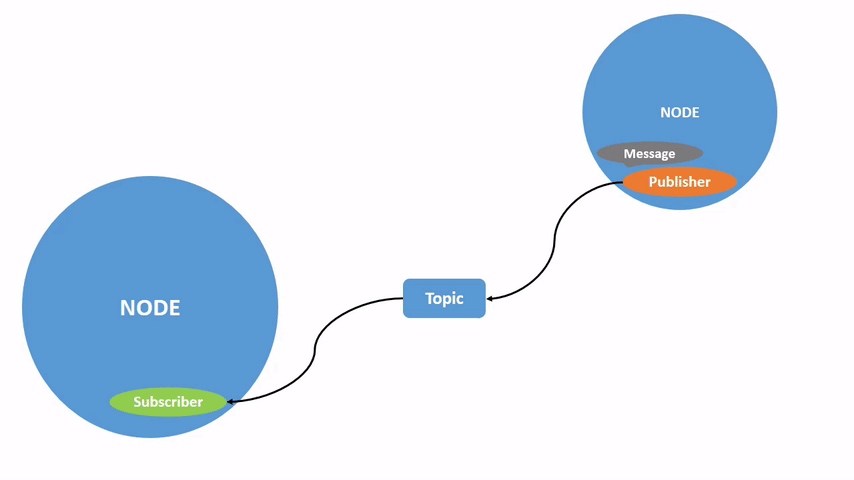 NODE
Message
Publisher
Topic
NODE
Subscriber